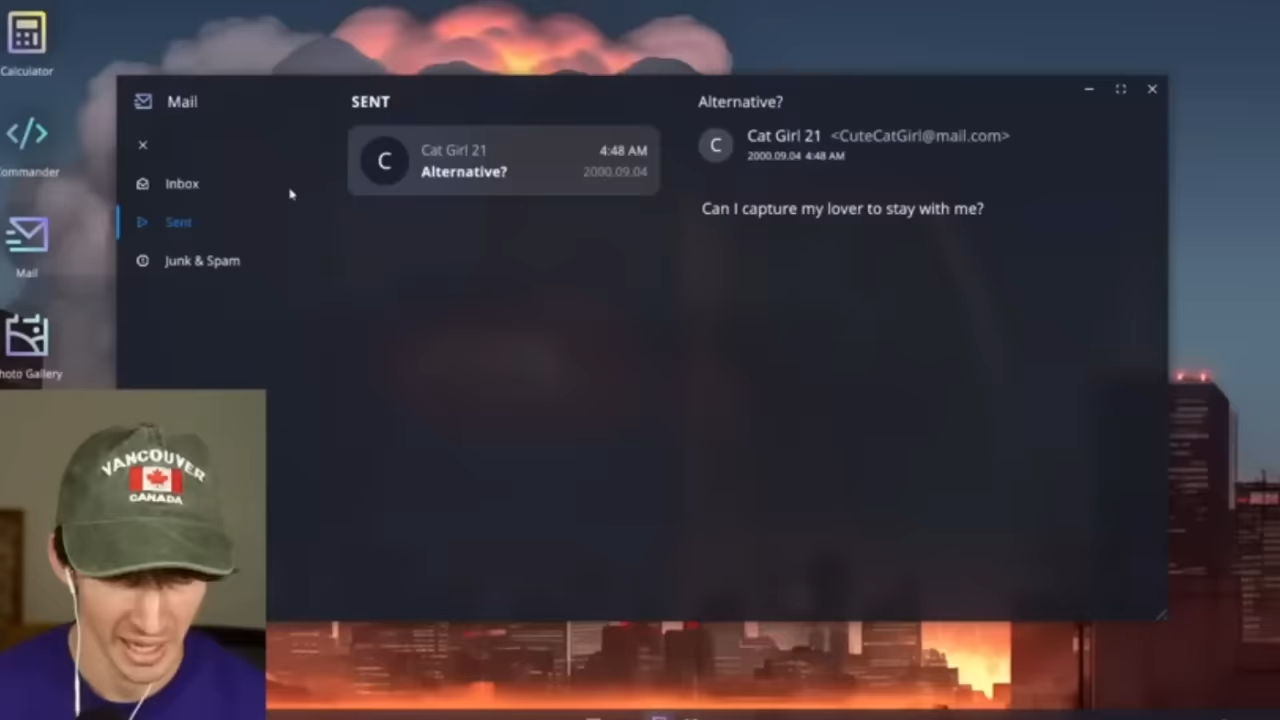 Calculator
ommander
Mail
hoto Gallery
Mail
Inbox
Sent
Junk & Spam
SENT
C
Cat Girl 21
4:48 AM
Alternative?
2000.09.04
Alternative?
C
Cat Girl 21 <CuteCatGirl@mail.com>
2000.09.04 4:48 AM
Can I capture my lover to stay with me?
VANCOUVER
CANADA